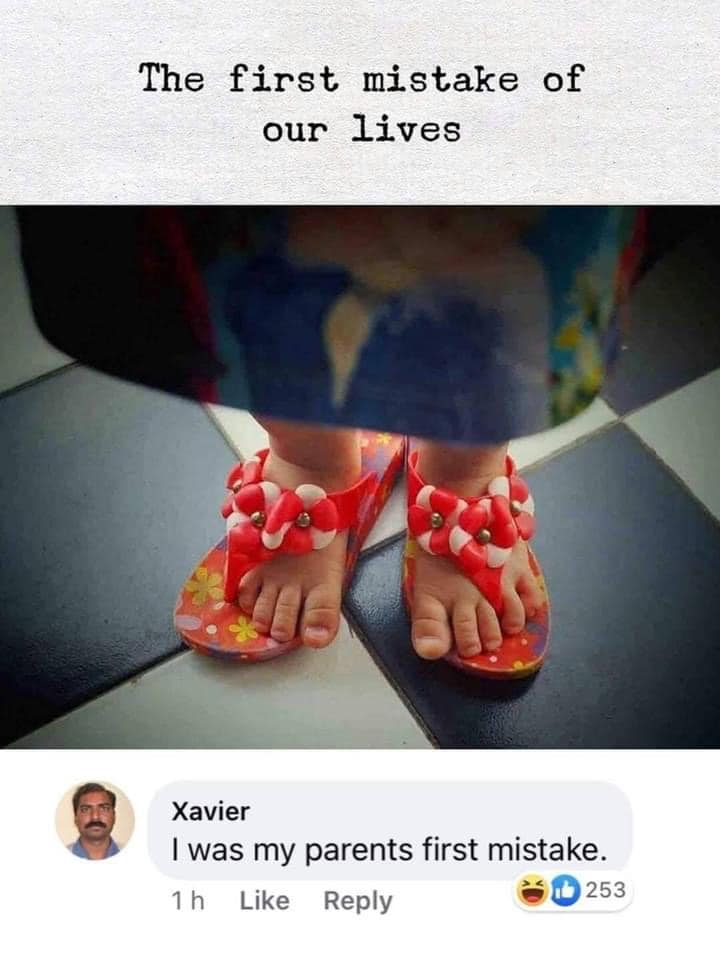 The first mistake of
our lives
Xavier
I was my parents first mistake.
1 h Like Reply 253